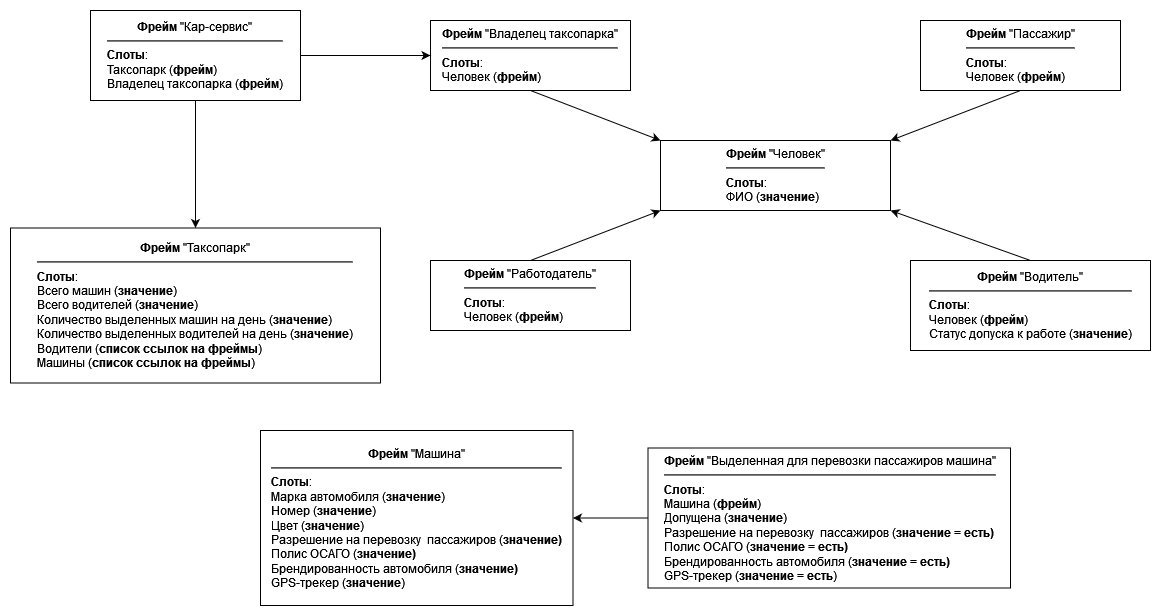 Фрейм "Кар-сервис"
Слоты:
Таксопарк (фрейм)
Владелец таксопарка (фрейм)
Фрейм "Владелец таксопарка"
Слоты:
Человек (фрейм)
Фрейм "Пассажир"
Слоты:
Человек (фрейм)
Фрейм "Человек"
Слоты:
ФИО (значение)
Фрейм "Таксопарк"
Слоты:
Всего машин (значение)
Всего водителей (значение)
Количество выделенных машин на день (значение)
Количество выделенных водителей на день (значение)
Водители (список ссылок на фреймы)
Машины (список ссылок на фреймы)
Фрейм "Работодатель"
Слоты:
Человек (фрейм)
Фрейм "Водитель"
Слоты:
Человек (фрейм)
Статус допуска к работе (значение)
Фрейм "Машина"
Слоты:
Марка автомобиля (значение)
Номер (значение)
Цвет (значение)
Разрешение на перевозку пассажиров (значение)
Полис ОСАГО (значение)
Брендированность автомобиля (значение)
GPS-трекер (значение)
Фрейм "Выделенная для перевозки пассажиров машина"
Слоты:
Машина (фрейм)
Допущена (значение)
Разрешение на перевозку пассажиров (значение = есть)
Полис ОСАГО (значение = есть)
Брендированность автомобиля (значение = есть)
GPS-трекер (значение = есть)